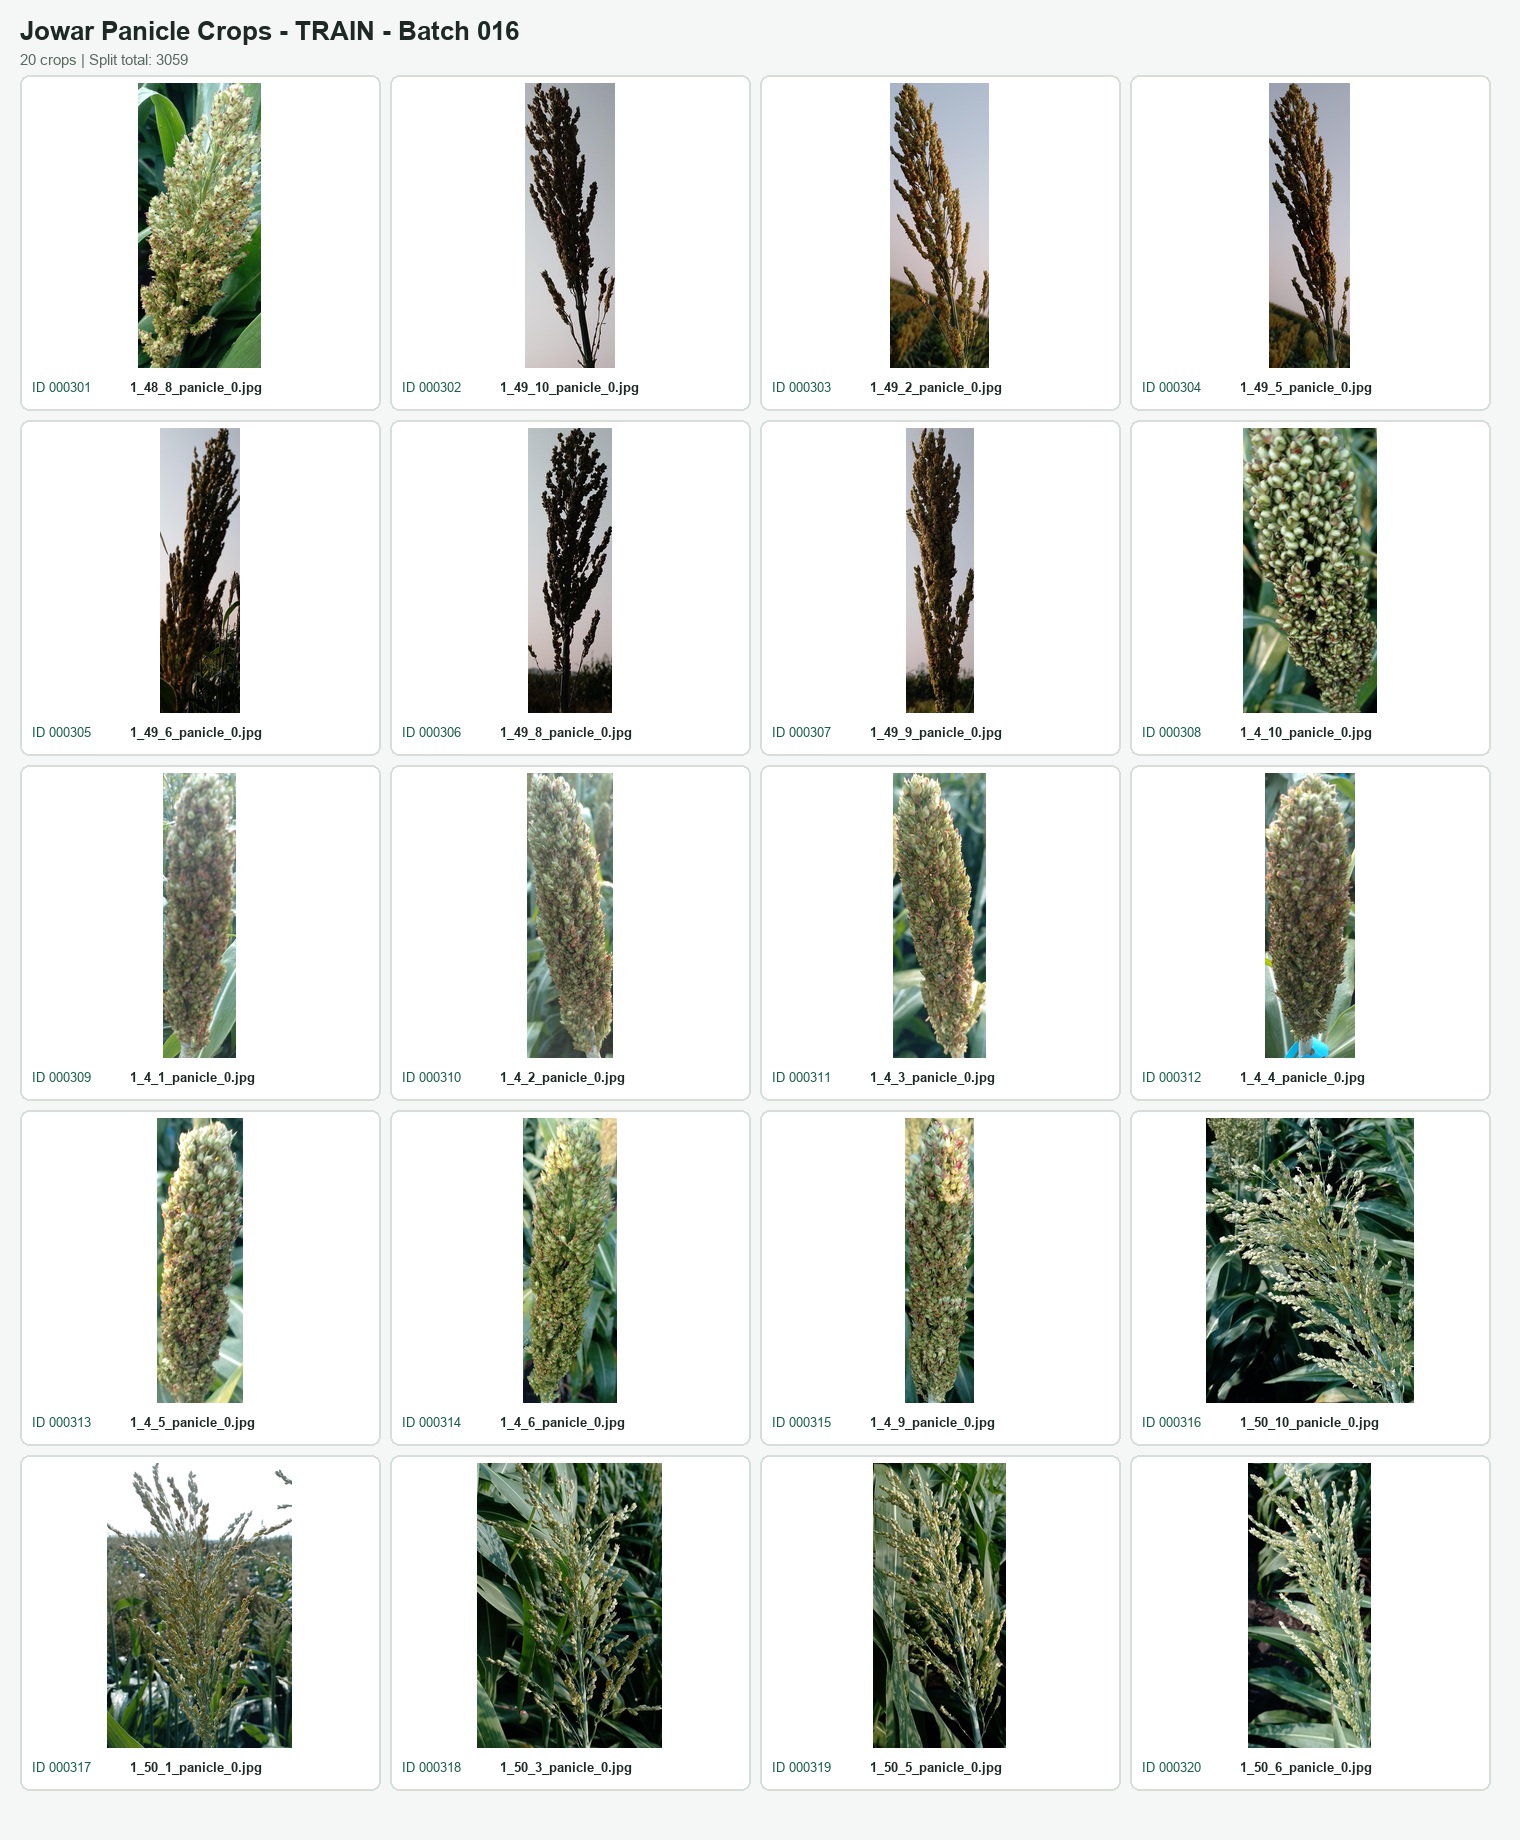 Jowar Panicle Crops - TRAIN - Batch 016
20 crops | Split total: 3059
ID 000301 1_48_8_panicle_0.jpg
ID 000302 1_49_10_panicle_0.jpg
ID 000303 1_49_2_panicle_0.jpg
ID 000304 1_49_5_panicle_0.jpg
ID 000305 1_49_6_panicle_0.jpg
ID 000306 1_49_8_panicle_0.jpg
ID 000307 1_49_9_panicle_0.jpg
ID 000308 1_4_10_panicle_0.jpg
ID 000309 1_4_1_panicle_0.jpg
ID 000310 1_4_2_panicle_0.jpg
ID 000311 1_4_3_panicle_0.jpg
ID 000312 1_4_4_panicle_0.jpg
ID 000313 1_4_5_panicle_0.jpg
ID 000314 1_4_6_panicle_0.jpg
ID 000315 1_4_9_panicle_0.jpg
ID 000316 1_50_10_panicle_0.jpg
ID 000317 1_50_1_panicle_0.jpg
ID 000318 1_50_3_panicle_0.jpg
ID 000319 1_50_5_panicle_0.jpg
ID 000320 1_50_6_panicle_0.jpg